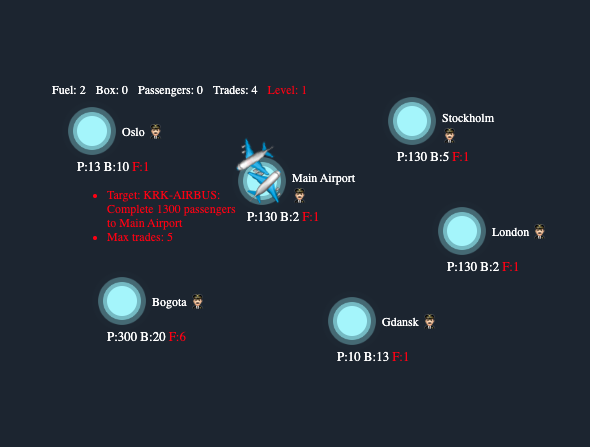 Fuel: 2 Box: 0 Passengers: 0 Trades: 4 Level: 1
Stockholm
Oslo
P:130 B:5 F:1
P:13 B:10 F:1
Main Airport
Target: KRK-AIRBUS:
Complete 1300 passengers
to Main Airport
P:130 B:2 F:1
Max trades: 5
London
P:130 B:2 F:1
Bogota
Gdansk
P:300 B:20 F:6
P:10 B:13 F:1